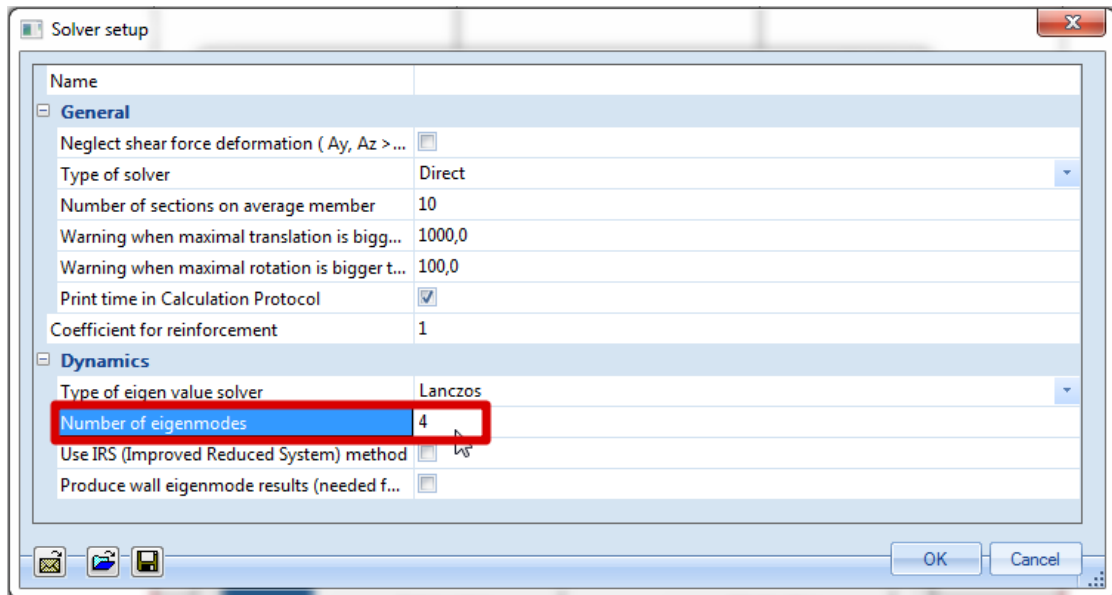 Solver setup
Name
General
Neglect shear force deformation ( Ay, Az >...
Type of solver Direct
Number of sections on average member 10
Warning when maximal translation is bigg... 1000,0
Warning when maximal rotation is bigger t... 100,0
Print time in Calculation Protocol
Coefficient for reinforcement 1
Dynamics
Type of eigen value solver Lanczos
Number of eigenmodes 4
Use IRS (Improved Reduced System) method
Produce wall eigenmode results (needed f...
OK Cancel